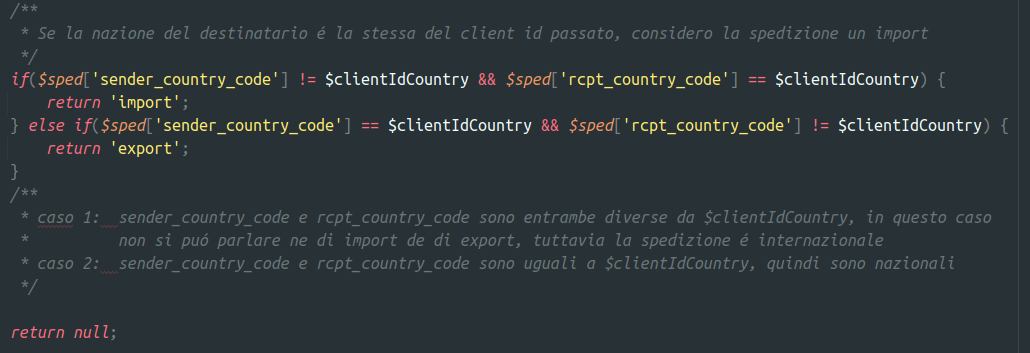 /**
 * Se la nazione del destinatario é la stessa del client id passato, considero la spedizione un import
 */
if($sped['sender_country_code'] != $clientIdCountry && $sped['rcpt_country_code'] == $clientIdCountry) {
    return 'import';
} else if($sped['sender_country_code'] == $clientIdCountry && $sped['rcpt_country_code'] != $clientIdCountry) {
    return 'export';
}
/**
 * caso 1:  sender_country_code e rcpt_country_code sono entrambe diverse da $clientIdCountry, in questo caso
 *          non si puó parlare ne di import de di export, tuttavia la spedizione é internazionale
 * caso 2:  sender_country_code e rcpt_country_code sono uguali a $clientIdCountry, quindi sono nazionali
 */
return null;